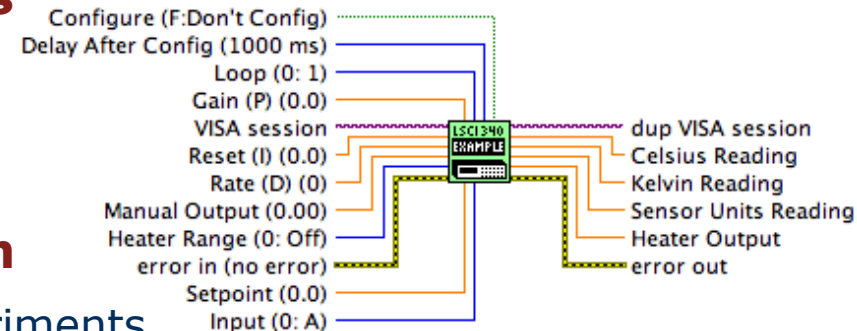 s
Configure (F:Don't Config)
Delay After Config (1000 ms)
Loop (0: 1)
Gain (P) (0.0)
VISA session
Reset (I) (0.0)
Rate (D) (0)
Manual Output (0.00)
Heater Range (0: Off)
error in (no error)
Setpoint (0.0)
Input (0: A)
LSCI340
EXAMPLE
dup VISA session
Celsius Reading
Kelvin Reading
Sensor Units Reading
Heater Output
error out
n
riments